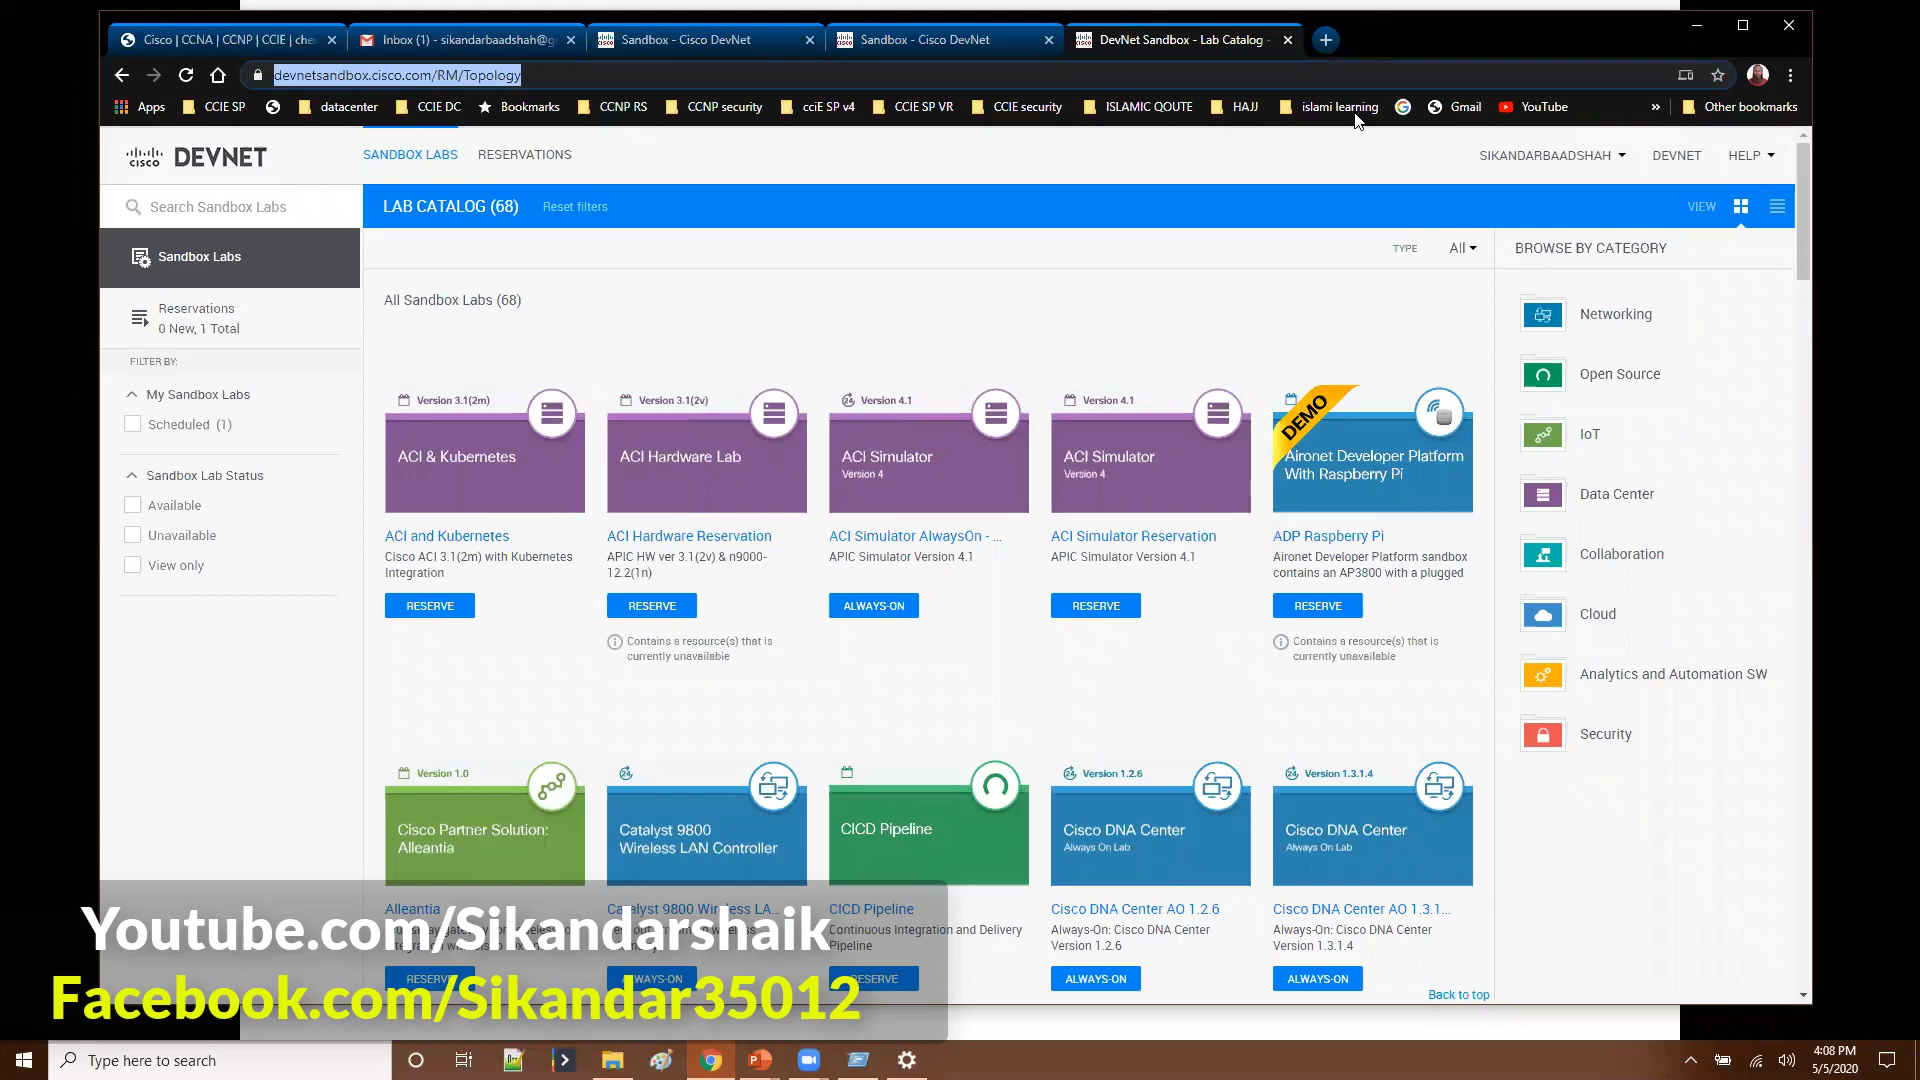 Cisco | CCNA | CCNP | CCIE | che
Inbox (1) - sikandarbaadshah@g
Sandbox - Cisco DevNet
Sandbox - Cisco DevNet
DevNet Sandbox - Lab Catalog -
devnetsandbox.cisco.com/RM/Topology
Apps
CCIE SP
datacenter
CCIE DC
Bookmarks
CCNP RS
CCNP security
cciE SP v4
CCIE SP VR
CCIE security
ISLAMIC QOUTE
HAJJ
islami learning
Gmail
YouTube
»
Other bookmarks
cisco DEVNET
SANDBOX LABS
RESERVATIONS
SIKANDARBAADSHAH
DEVNET
HELP
Search Sandbox Labs
LAB CATALOG (68)
Reset filters
VIEW
Sandbox Labs
TYPE
All
BROWSE BY CATEGORY
Reservations
0 New, 1 Total
FILTER BY:
My Sandbox Labs
Scheduled (1)
Sandbox Lab Status
Available
Unavailable
View only
All Sandbox Labs (68)
Version 3.1(2m)
ACI & Kubernetes
ACI and Kubernetes
Cisco ACI 3.1(2m) with Kubernetes
Integration
RESERVE
Version 3.1(2v)
ACI Hardware Lab
ACI Hardware Reservation
APIC HW ver 3.1(2v) & n9000-
12.2(1n)
RESERVE
Contains a resource(s) that is
currently unavailable
24
Version 4.1
ACI Simulator
Version 4
ACI Simulator AlwaysOn - ...
APIC Simulator Version 4.1
ALWAYS-ON
Version 4.1
ACI Simulator
Version 4
ACI Simulator Reservation
APIC Simulator Version 4.1
RESERVE
DEMO
Aironet Developer Platform
With Raspberry Pi
ADP Raspberry Pi
Aironet Developer Platform sandbox
contains an AP3800 with a plugged
RESERVE
Contains a resource(s) that is
currently unavailable
Networking
Open Source
IoT
Data Center
Collaboration
Cloud
Analytics and Automation SW
Security
Version 1.0
Cisco Partner Solution:
Alleantia
Alleantia
RESERVE
24
Catalyst 9800
Wireless LAN Controller
Catalyst 9800 Wireless LA...
ALWAYS-ON
CICD Pipeline
CICD Pipeline
Continuous Integration and Delivery
Pipeline
RESERVE
24
Version 1.2.6
Cisco DNA Center
Always On Lab
Cisco DNA Center AO 1.2.6
Always-On: Cisco DNA Center
Version 1.2.6
ALWAYS-ON
24
Version 1.3.1.4
Cisco DNA Center
Always On Lab
Cisco DNA Center AO 1.3.1...
Always-On: Cisco DNA Center
Version 1.3.1.4
ALWAYS-ON
Back to top
Youtube.com/Sikandarshaik
Facebook.com/Sikandar35012
Type here to search
4:08 PM
5/5/2020